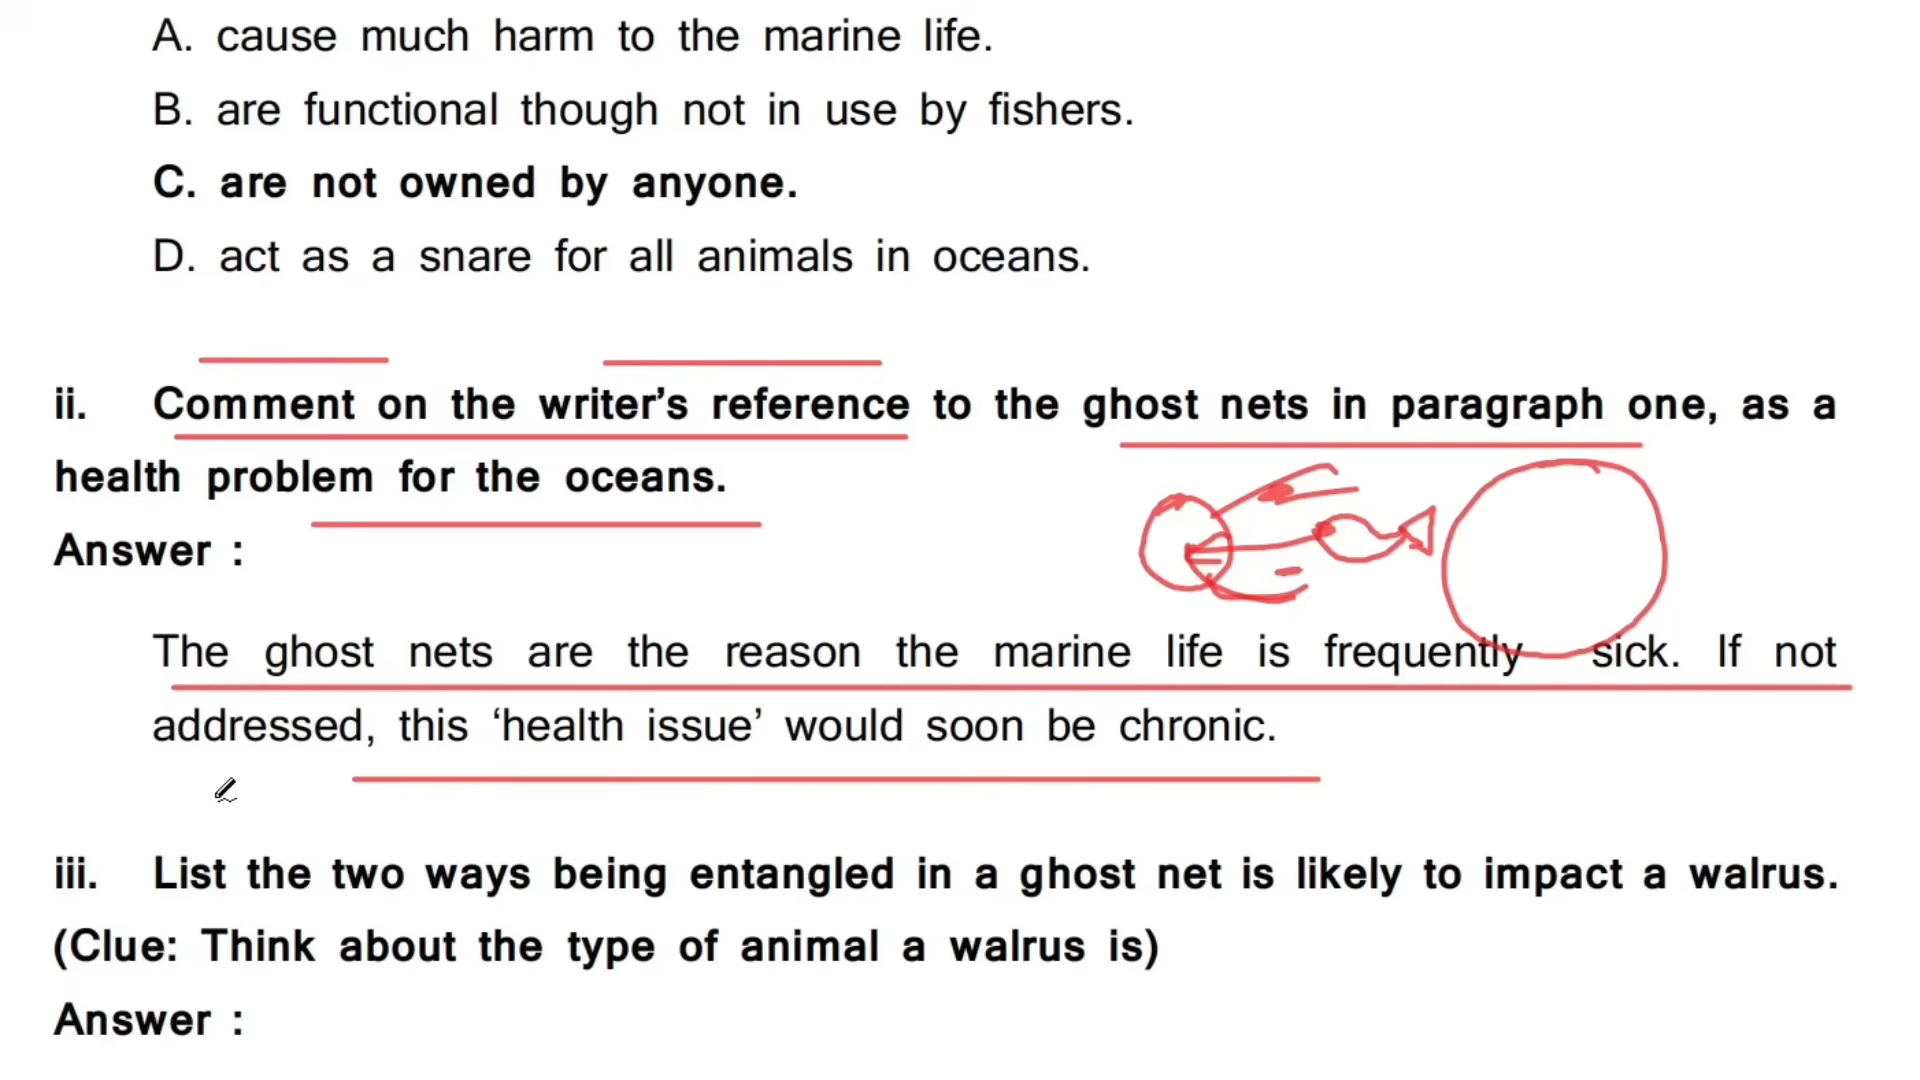 A. cause much harm to the marine life.
B. are functional though not in use by fishers.
C. are not owned by anyone.
D. act as a snare for all animals in oceans.
ii. Comment on the writer’s reference to the ghost nets in paragraph one, as a
health problem for the oceans.
Answer :
The ghost nets are the reason the marine life is frequently sick. If not
addressed, this ‘health issue’ would soon be chronic.
iii. List the two ways being entangled in a ghost net is likely to impact a walrus.
(Clue: Think about the type of animal a walrus is)
Answer :